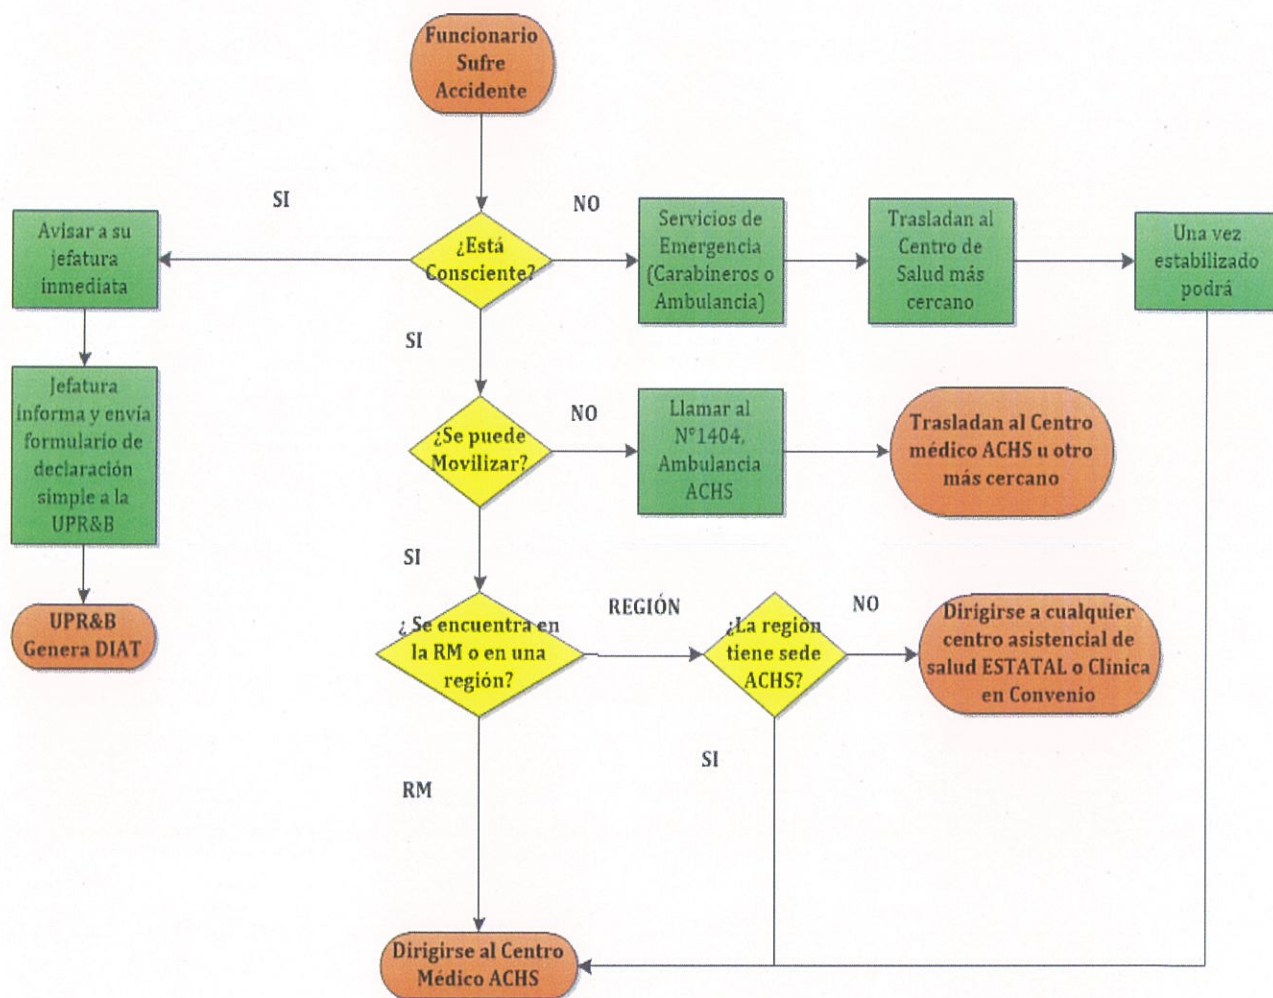 Funcionario
Sufre
Accidente
SI
NO
Avisar a su
jefatura
inmediata
¿Está
Consciente?
Servicios de
Emergencia
(Carabineros o
Ambulancia)
Trasladan al
Centro de
Salud más
cercano
Una vez
estabilizado
podrá
SI
Jefatura
informa y envía
formulario de
declaración
simple a la
UPR&B
¿Se puede
Movilizar?
NO
Llamar al
N°1404,
Ambulancia
ACHS
Trasladan al Centro
médico ACHS u otro
más cercano
SI
UPR&B
Genera DIAT
¿ Se encuentra en
la RM o en una
región?
REGIÓN
¿La región
tiene sede
ACHS?
NO
Dirigirse a cualquier
centro asistencial de
salud ESTATAL o Clínica
en Convenio
RM
SI
Dirigirse al Centro
Médico ACHS